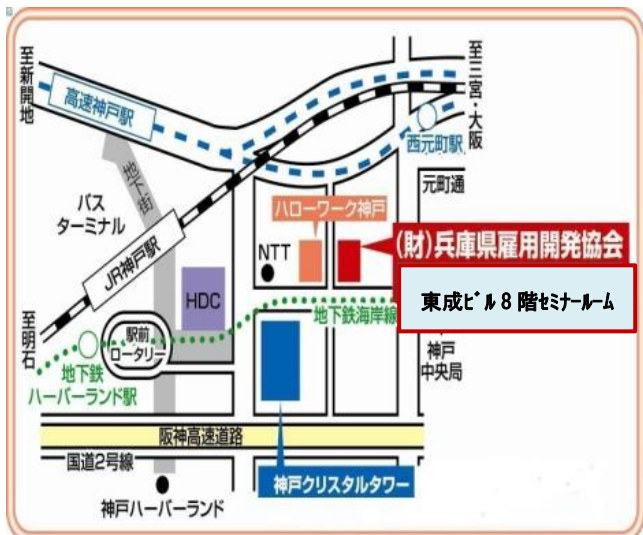 至新開地
高速神戸駅
至三宮・大阪
西元町駅
元町通
地下街
バス
ターミナル
JR神戸駅
ハローワーク神戸
NTT
(財)兵庫県雇用開発協会
東成ビル8階セミナールーム
HDC
地下鉄海岸線
至明石
駅前
ロータリー
地下鉄
ハーバーランド駅
神戸
中央局
阪神高速道路
国道2号線
神戸クリスタルタワー
神戸ハーバーランド